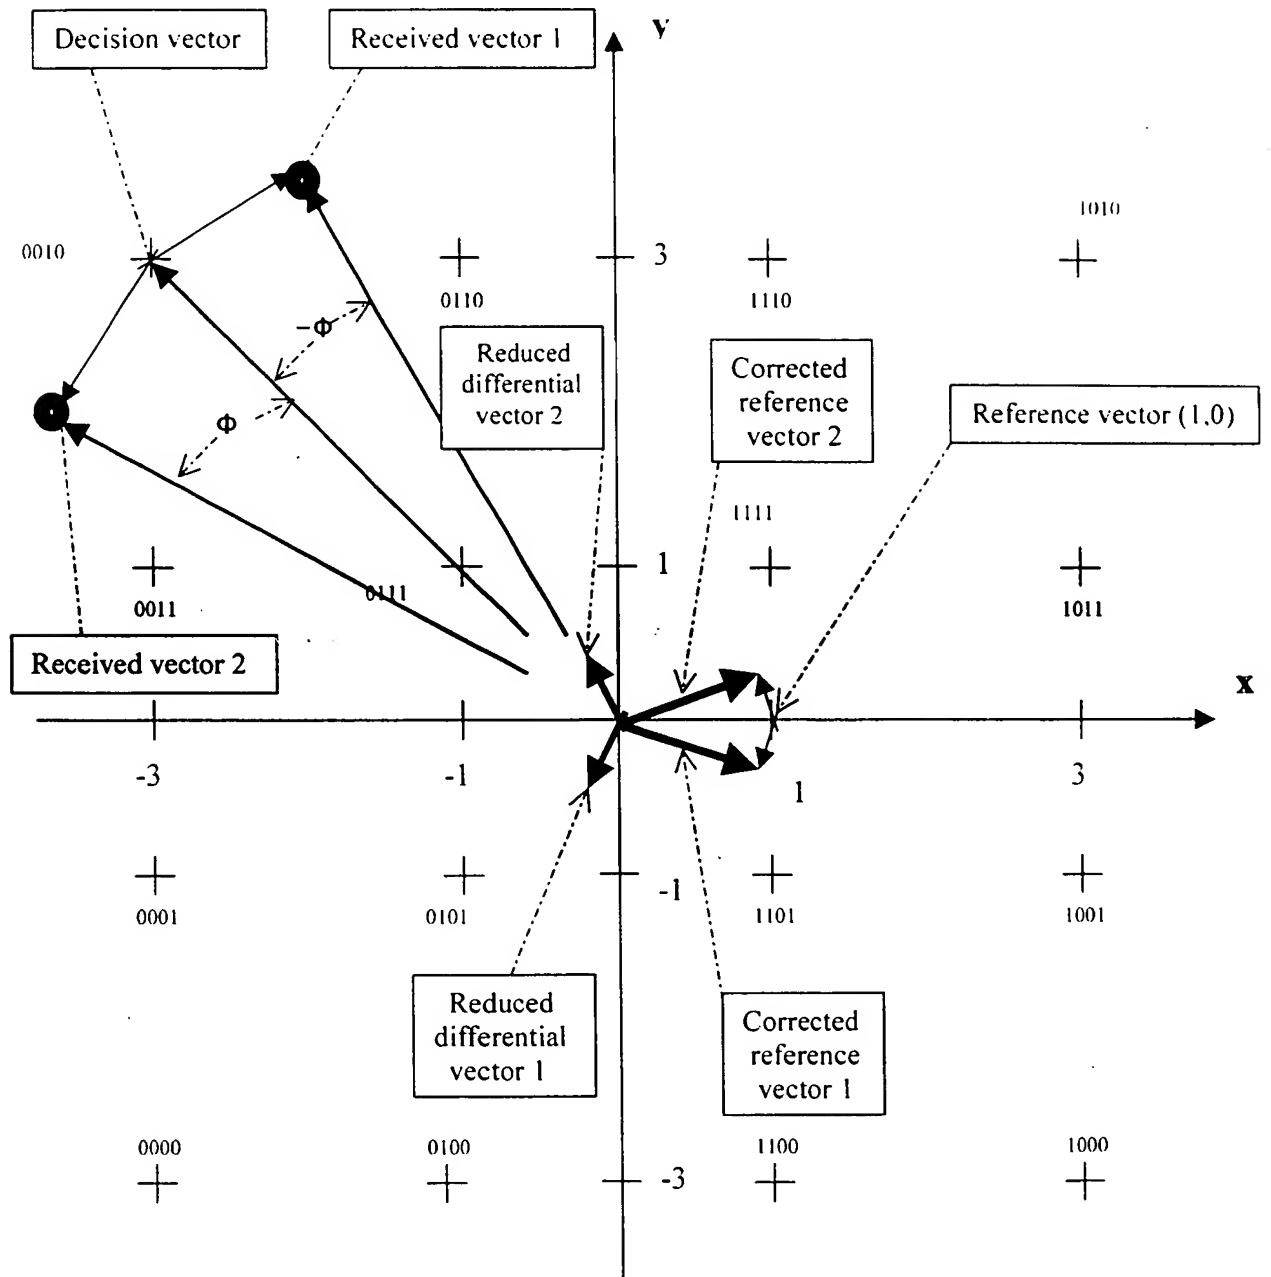 Decision vector
Received vector 1
y
0010
1010
3
0110
1110
-Φ
Reduced
differential
vector 2
Corrected
reference
vector 2
Reference vector (1,0)
Φ
1111
1
0111
0011
1011
Received vector 2
x
-3
-1
1
3
-1
0001
0101
1101
1001
Reduced
differential
vector 1
Corrected
reference
vector 1
0000
0100
1100
1000
-3